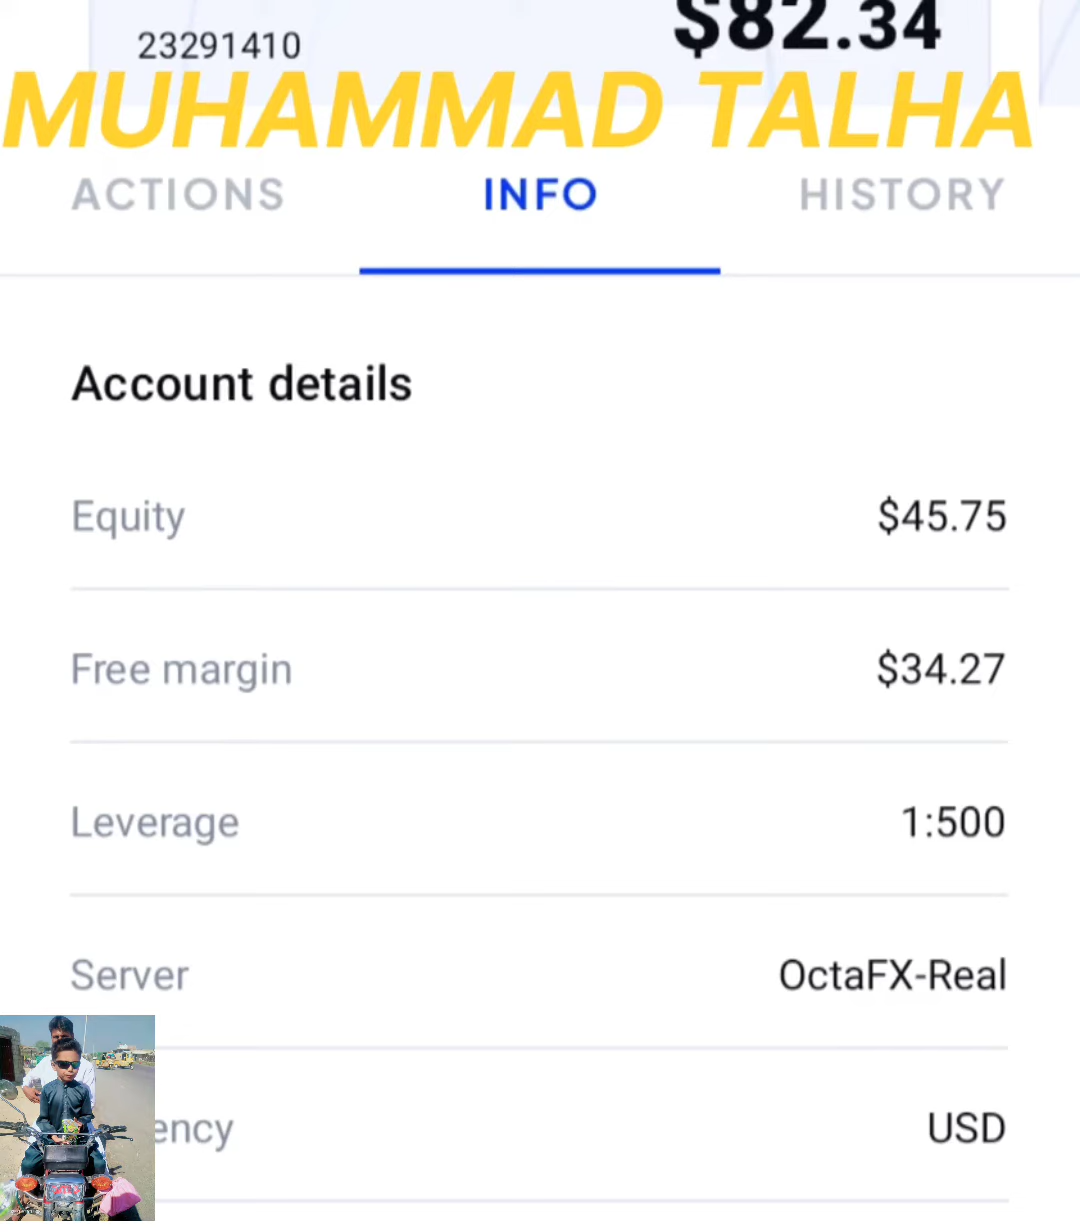 23291410 $82.34
MUHAMMAD TALHA
ACTIONS INFO HISTORY
Account details
Equity $45.75
Free margin $34.27
Leverage 1:500
Server OctaFX-Real
ency USD